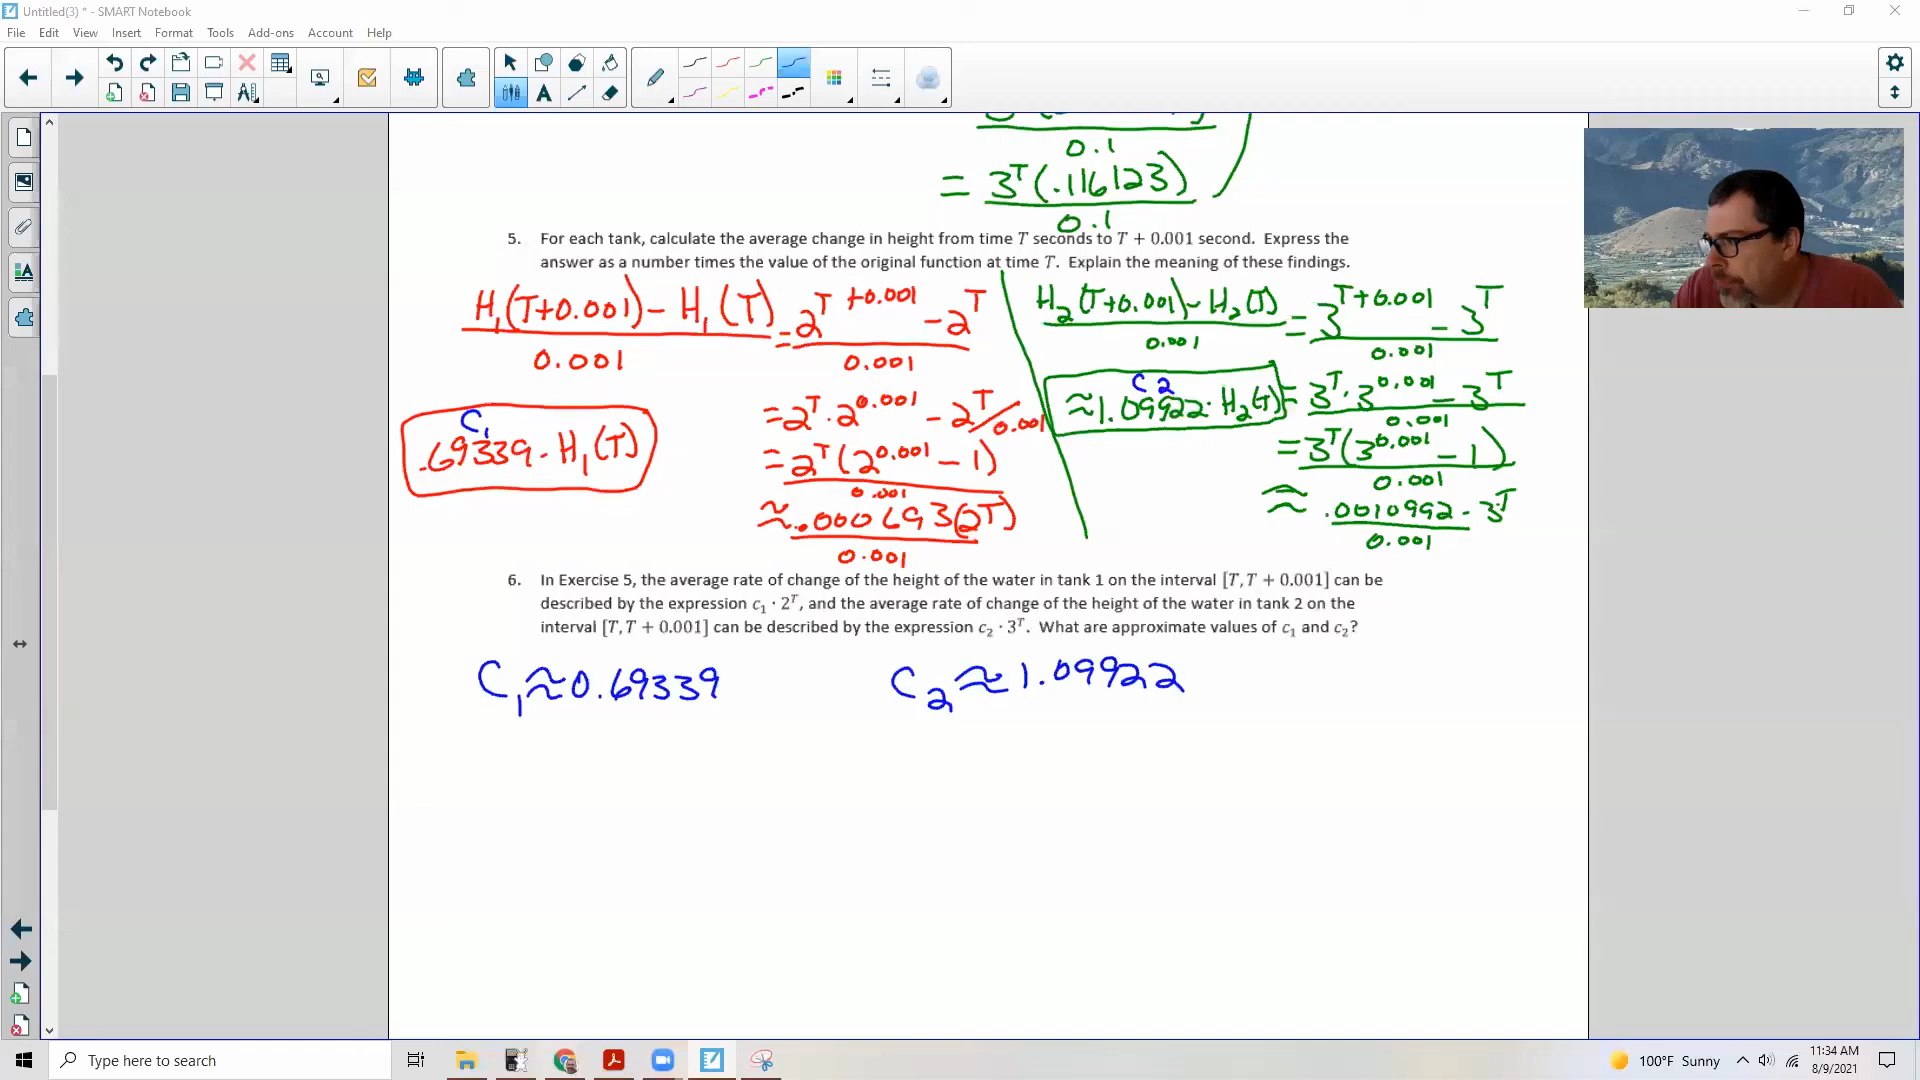 Untitled(3) * - SMART Notebook
File Edit View Insert Format Tools Add-ons Account Help
0.1
= 3^T(.116123)
0.1
5. For each tank, calculate the average change in height from time T seconds to T + 0.001 second. Express the
answer as a number times the value of the original function at time T. Explain the meaning of these findings.
H₁(T+0.001) - H₁(T)
0.001
= 2^T+0.001 - 2^T
0.001
= 2^T · 2^0.001 - 2^T / 0.001
= 2^T(2^0.001 - 1)
0.001
≈ .000693(2^T)
0.001
C₁
.69339 · H₁(T)
H₂(T+0.001) - H₂(T)
0.001
= 3^T+0.001 - 3^T
0.001
= 3^T · 3^0.001 - 3^T
0.001
= 3^T(3^0.001 - 1)
0.001
≈ .0010992 · 3^T
0.001
C2
≈ 1.09922 · H₂(T)
6. In Exercise 5, the average rate of change of the height of the water in tank 1 on the interval [T, T + 0.001] can be
described by the expression c₁ · 2^T, and the average rate of change of the height of the water in tank 2 on the
interval [T, T + 0.001] can be described by the expression c₂ · 3^T. What are approximate values of c₁ and c₂?
C₁ ≈ 0.69339
C₂ ≈ 1.09922
Type here to search
100°F Sunny
11:34 AM
8/9/2021